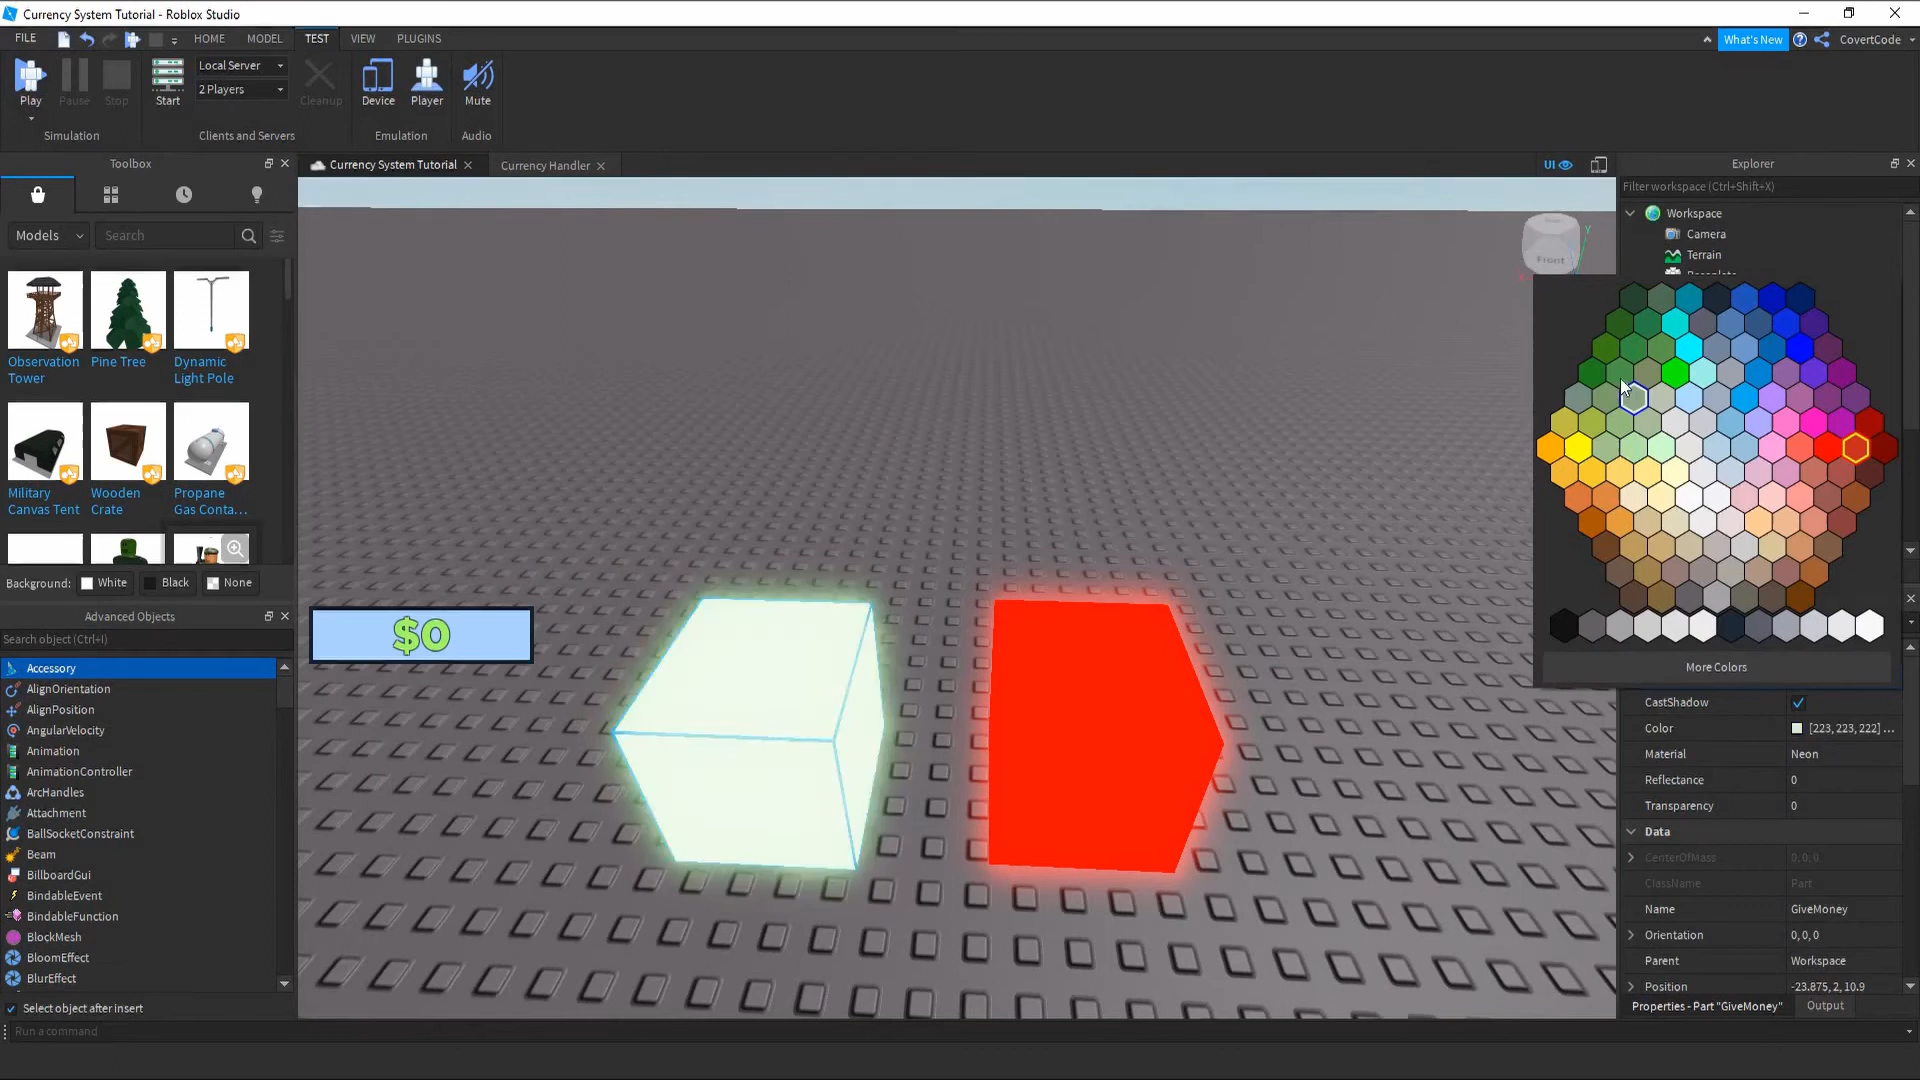 Currency System Tutorial - Roblox Studio
FILE
HOME
MODEL
TEST
VIEW
PLUGINS
What's New
CovertCode
Play
Pause
Stop
Start
Local Server
2 Players
Cleanup
Device
Player
Mute
Simulation
Clients and Servers
Emulation
Audio
Toolbox
Currency System Tutorial
Currency Handler
UI
Explorer
Filter workspace (Ctrl+Shift+X)
Models
Search
Workspace
Camera
Terrain
Front
Observation
Tower
Pine Tree
Dynamic
Light Pole
Military
Canvas Tent
Wooden
Crate
Propane
Gas Conta...
Background:
White
Black
None
Advanced Objects
Search object (Ctrl+I)
Accessory
AlignOrientation
AlignPosition
AngularVelocity
Animation
AnimationController
ArcHandles
Attachment
BallSocketConstraint
Beam
BillboardGui
BindableEvent
BindableFunction
BlockMesh
BloomEffect
BlurEffect
Select object after insert
Run a command
$0
Y
More Colors
CastShadow
Color
[223, 223, 222] ...
Material
Neon
Reflectance
0
Transparency
0
Data
CenterOfMass
0, 0, 0
ClassName
Part
Name
GiveMoney
Orientation
0, 0, 0
Parent
Workspace
Position
-23.875, 2, 10.9
Properties - Part "GiveMoney"
Output